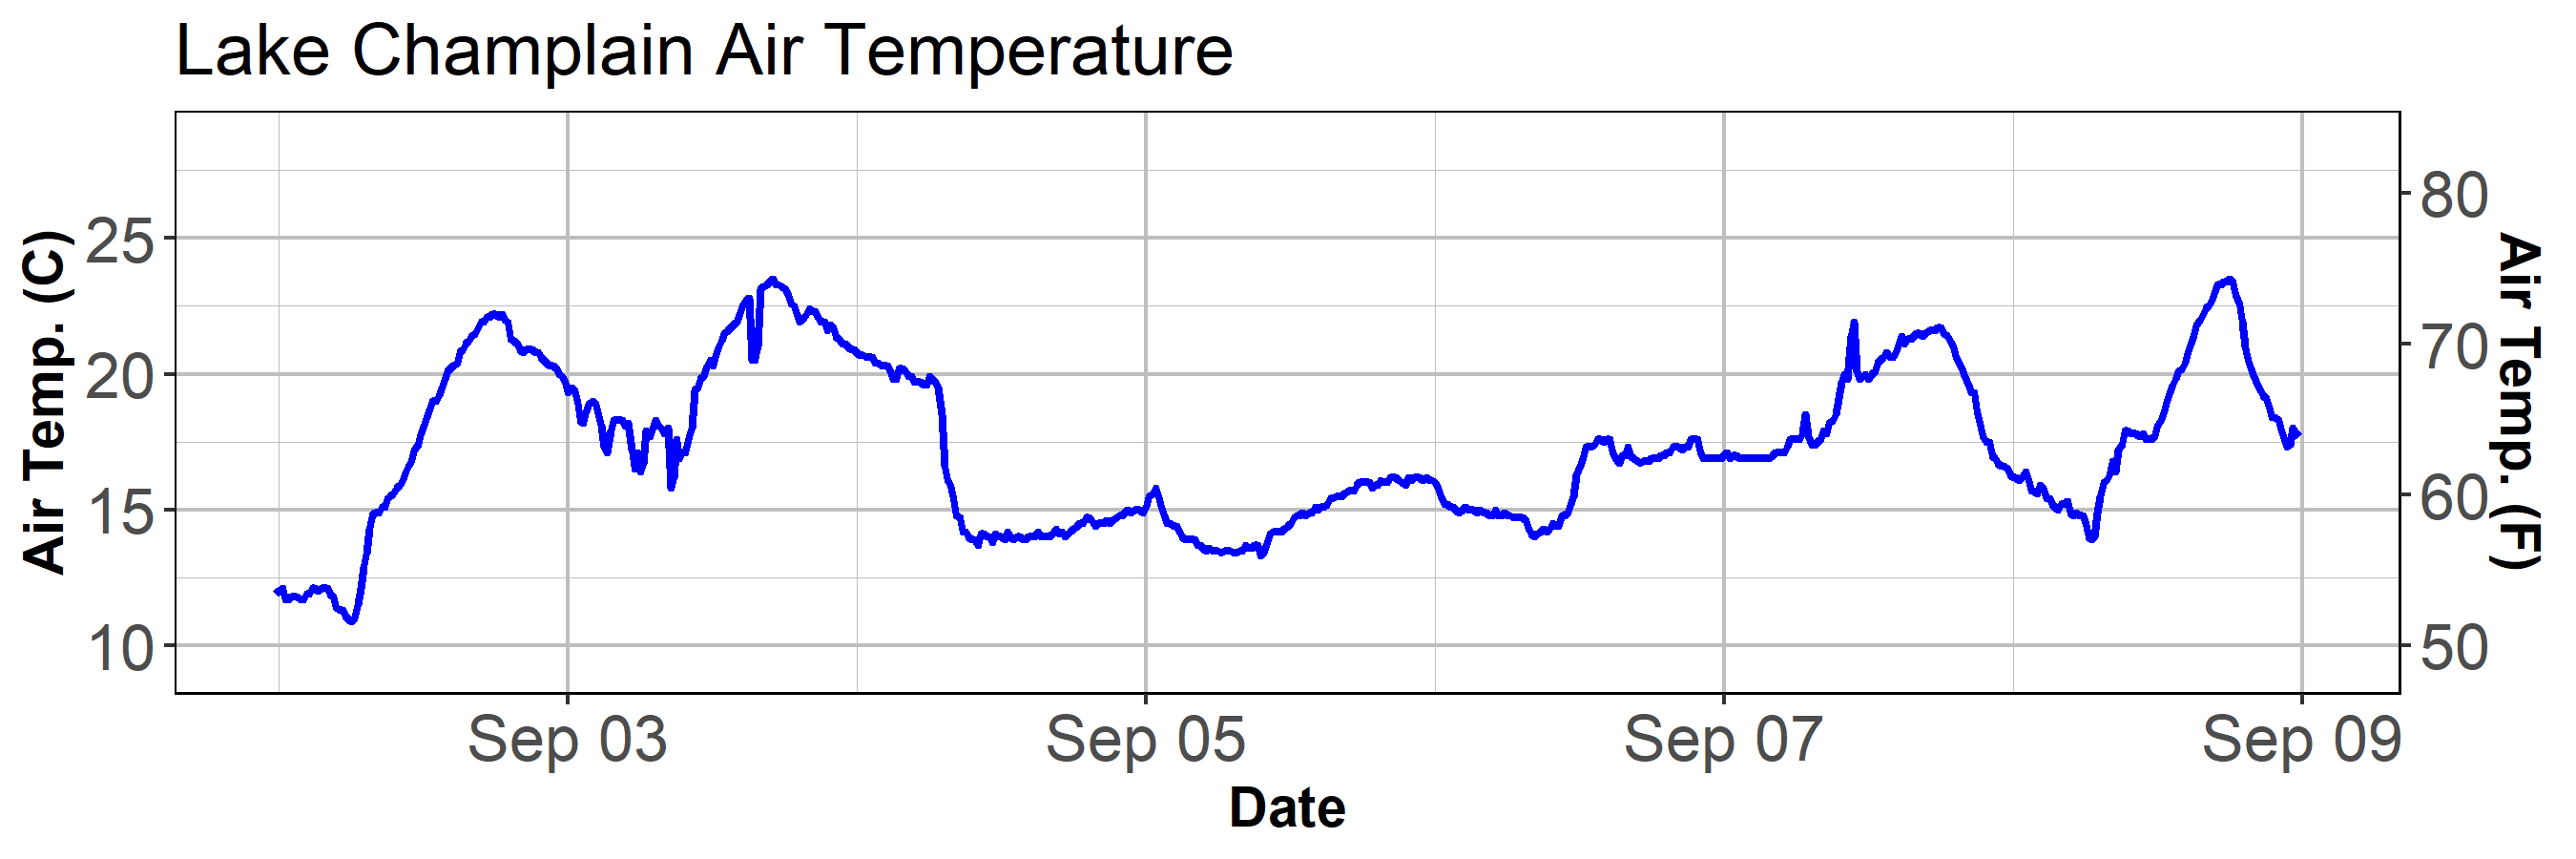 Lake Champlain Air Temperature
Air Temp. (C)
25
20
15
10
80
70
60
50
Air Temp. (F)
Sep 03 Sep 05 Sep 07 Sep 09
Date